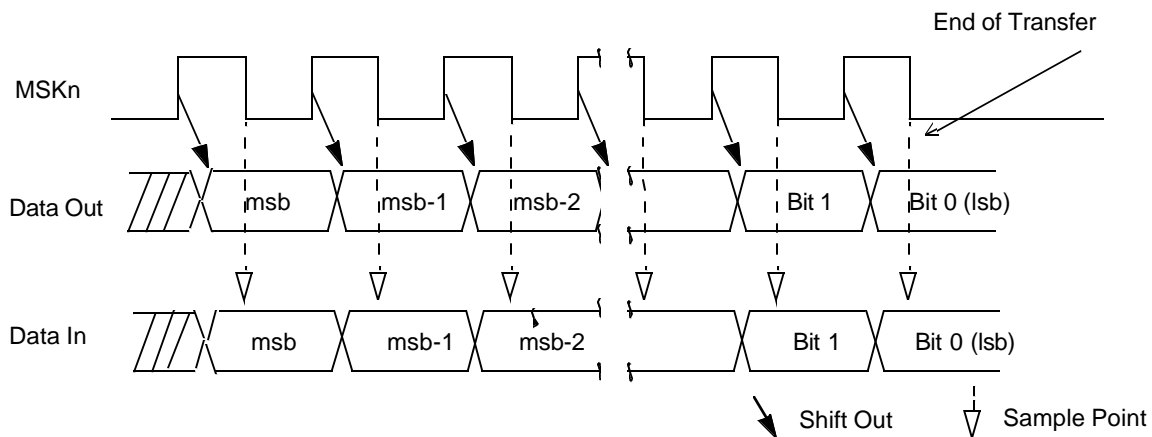 End of Transfer
MSKn
Data Out
msb
msb-1
msb-2
Bit 1
Bit 0 (lsb)
Data In
msb
msb-1
msb-2
Bit 1
Bit 0 (lsb)
Shift Out
Sample Point